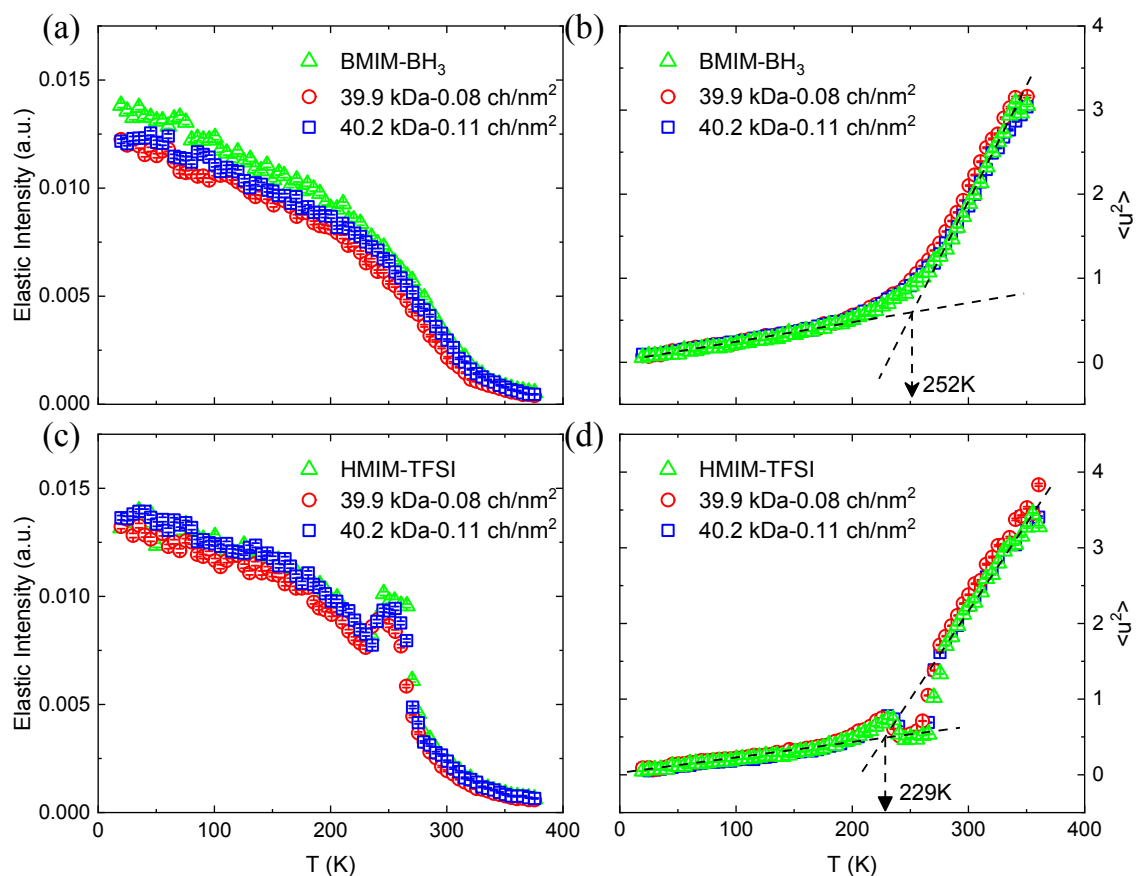 (a)
BMIM-BH3
39.9 kDa-0.08 ch/nm2
40.2 kDa-0.11 ch/nm2
0.015
0.010
0.005
0.000
Elastic Intensity (a.u.)
(b)
BMIM-BH3
39.9 kDa-0.08 ch/nm2
40.2 kDa-0.11 ch/nm2
252K
4
3
2
1
0
<u2>
(c)
HMIM-TFSI
39.9 kDa-0.08 ch/nm2
40.2 kDa-0.11 ch/nm2
0.015
0.010
0.005
0.000
Elastic Intensity (a.u.)
0 100 200 300 400
T (K)
(d)
HMIM-TFSI
39.9 kDa-0.08 ch/nm2
40.2 kDa-0.11 ch/nm2
229K
4
3
2
1
0
<u2>
0 100 200 300 400
T (K)